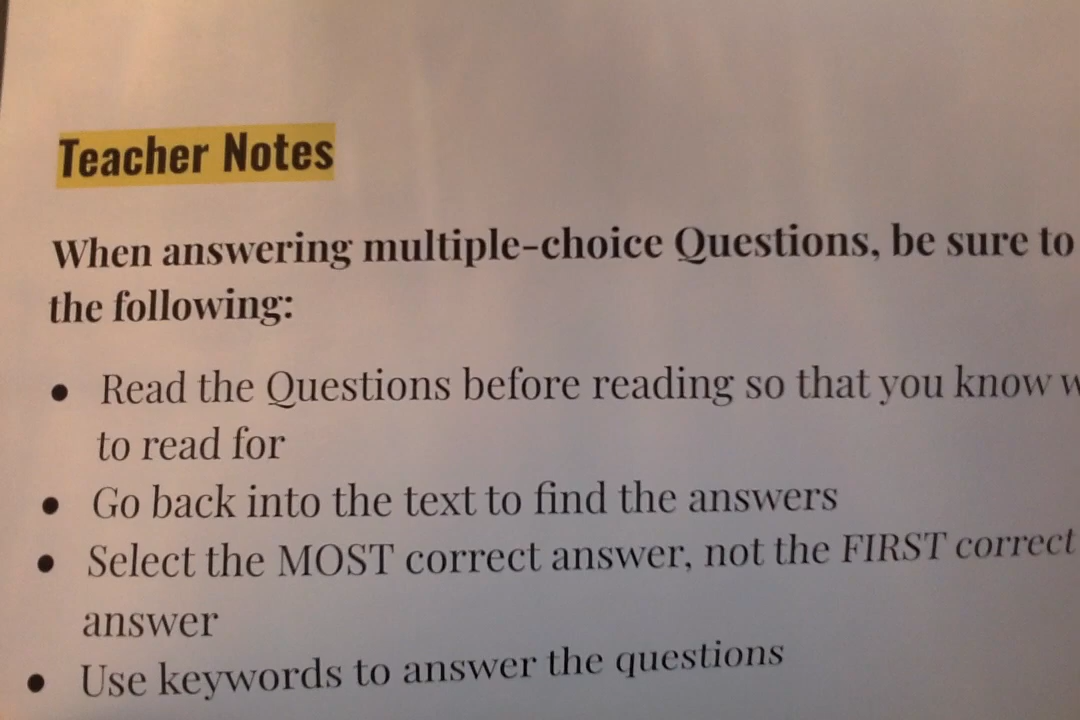 Teacher Notes
When answering multiple-choice Questions, be sure to
the following:
• Read the Questions before reading so that you know
to read for
• Go back into the text to find the answers
• Select the MOST correct answer, not the FIRST correct
answer
• Use keywords to answer the questions